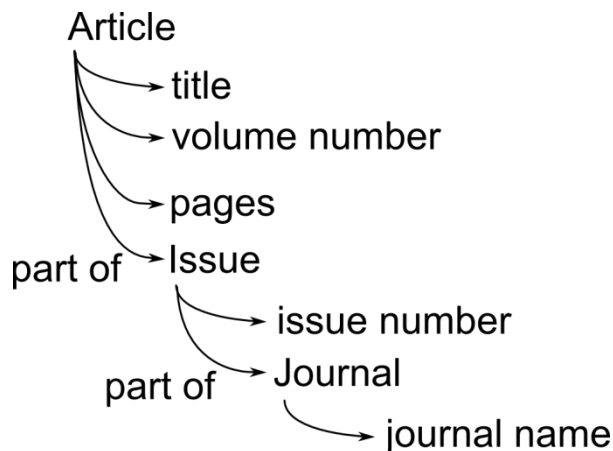 Article
title
volume number
pages
part of
Issue
issue number
part of
Journal
journal name